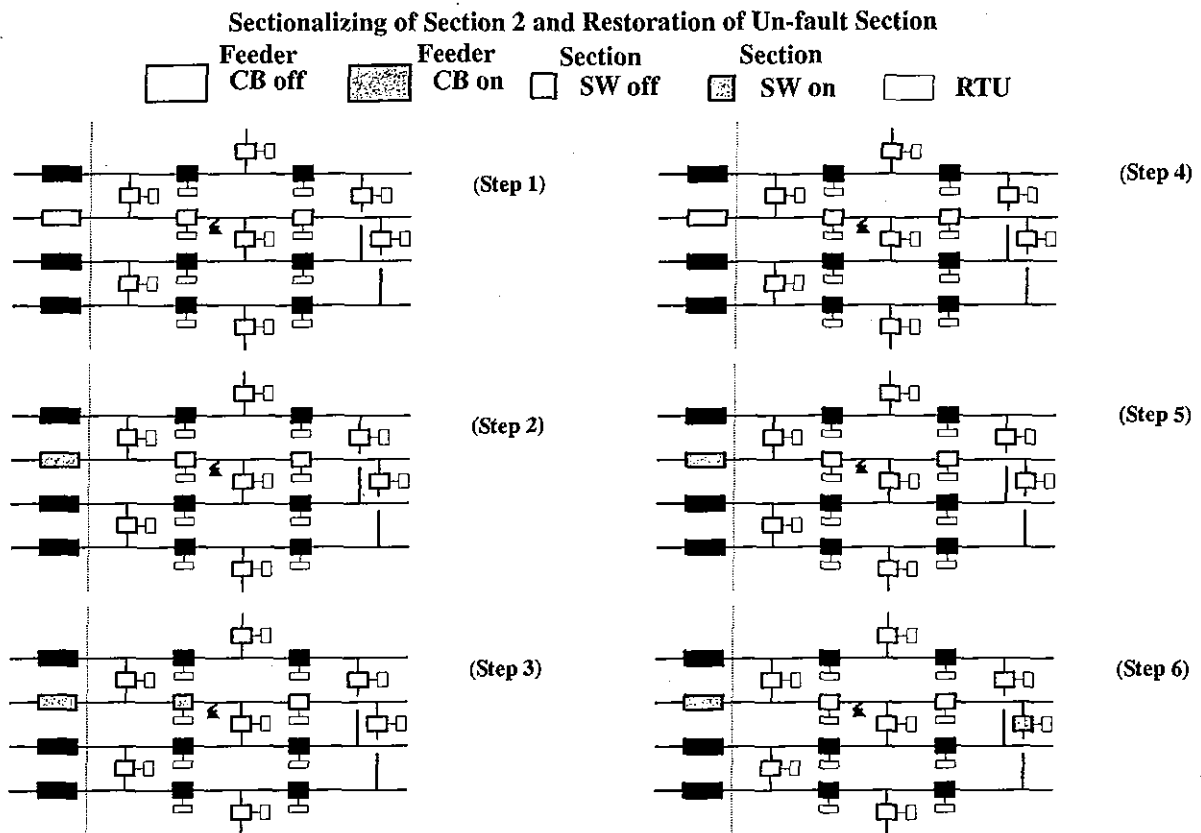 Sectionalizing of Section 2 and Restoration of Un-fault Section
Feeder CB off
Feeder CB on
Section SW off
Section SW on
RTU
(Step 1)
(Step 4)
(Step 2)
(Step 5)
(Step 3)
(Step 6)